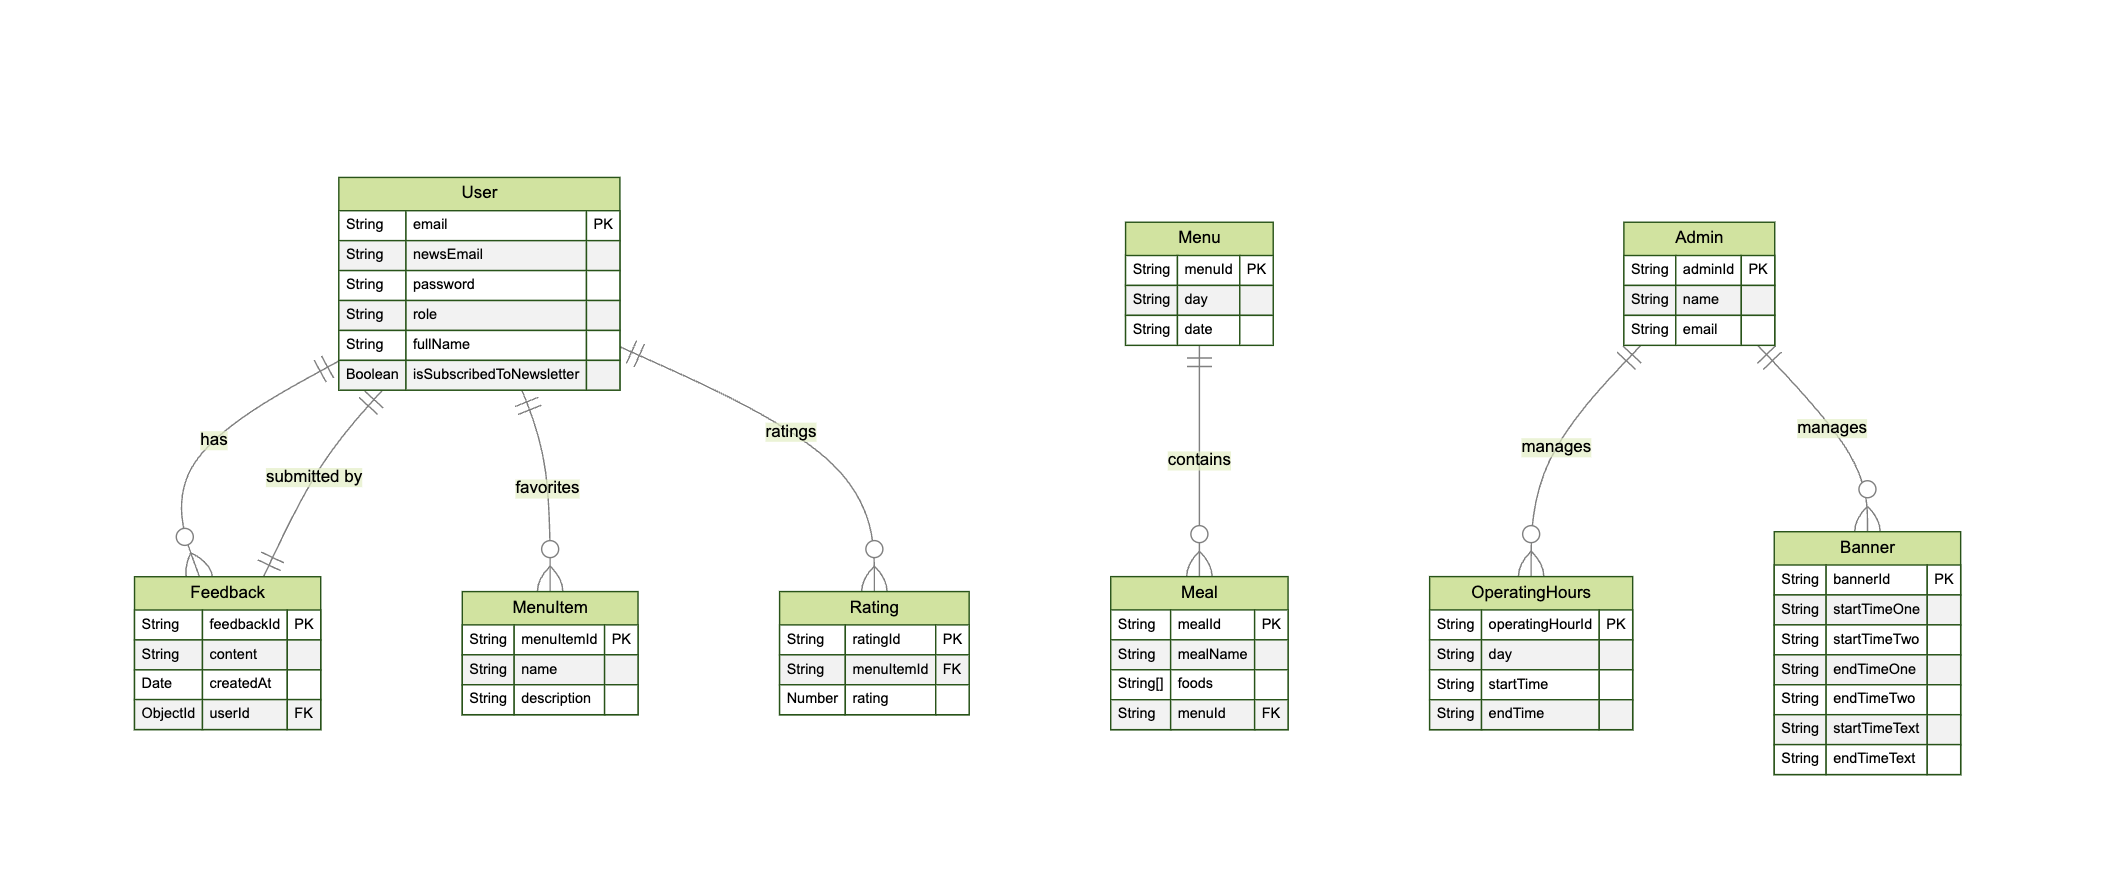 User
String email PK
String newsEmail
String password
String role
String fullName
Boolean isSubscribedToNewsletter
has
submitted by
favorites
ratings
Feedback
String feedbackId PK
String content
Date createdAt
ObjectId userId FK
MenuItem
String menuItemId PK
String name
String description
Rating
String ratingId PK
String menuItemId FK
Number rating
Menu
String menuId PK
String day
String date
contains
Meal
String mealId PK
String mealName
String[] foods
String menuId FK
Admin
String adminId PK
String name
String email
manages
manages
OperatingHours
String operatingHourId PK
String day
String startTime
String endTime
Banner
String bannerId PK
String startTimeOne
String startTimeTwo
String endTimeOne
String endTimeTwo
String startTimeText
String endTimeText